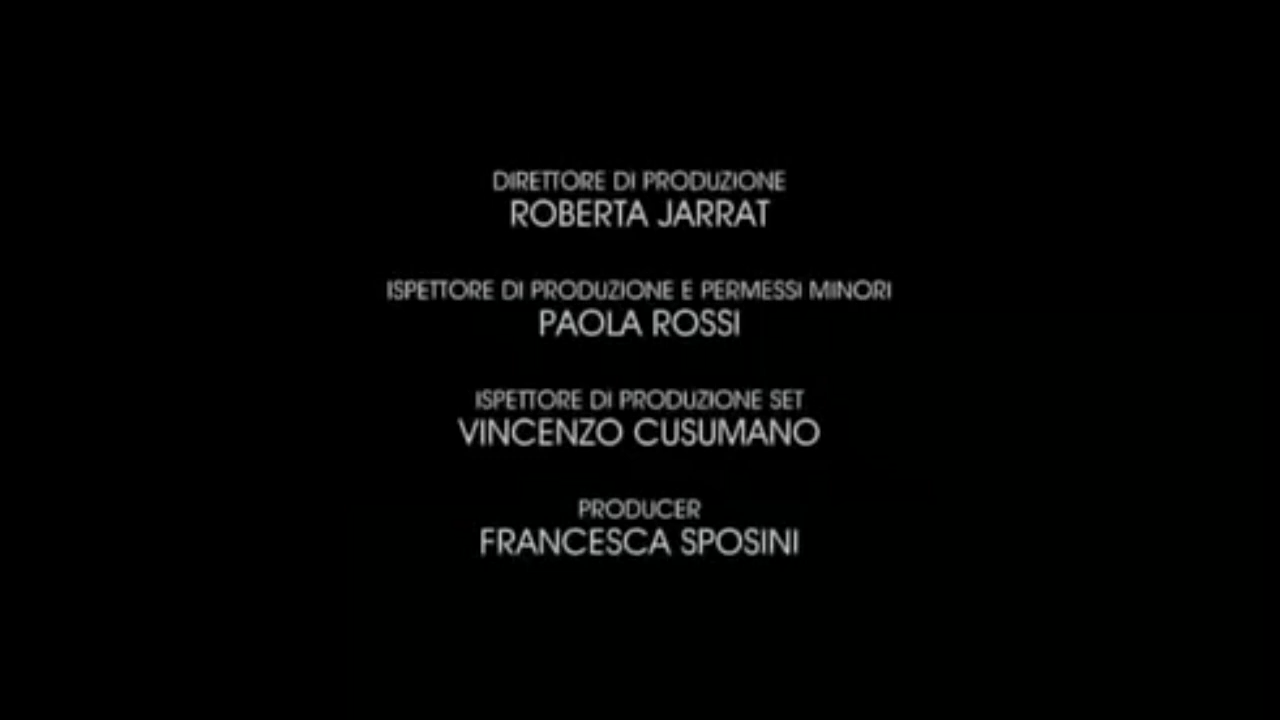 DIRETTORE DI PRODUZIONE
ROBERTA JARRAT
ISPETTORE DI PRODUZIONE E PERMESSI MINORI
PAOLA ROSSI
ISPETTORE DI PRODUZIONE SET
VINCENZO CUSUMANO
PRODUCER
FRANCESCA SPOSINI